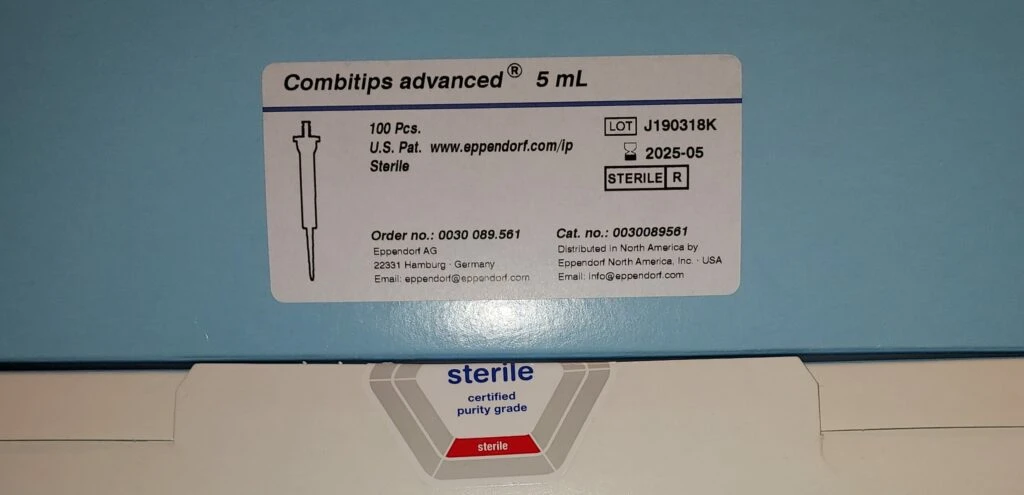 Combitips advanced® 5 mL
100 Pcs.
U.S. Pat. www.eppendorf.com/ip
Sterile
LOT J190318K
2025-05
STERILE R
Order no.: 0030 089.561
Eppendorf AG
22331 Hamburg · Germany
Email: eppendorf@eppendorf.com
Cat. no.: 0030089561
Distributed in North America by
Eppendorf North America, Inc. · USA
Email: info@eppendorf.com
sterile
certified
purity grade
sterile